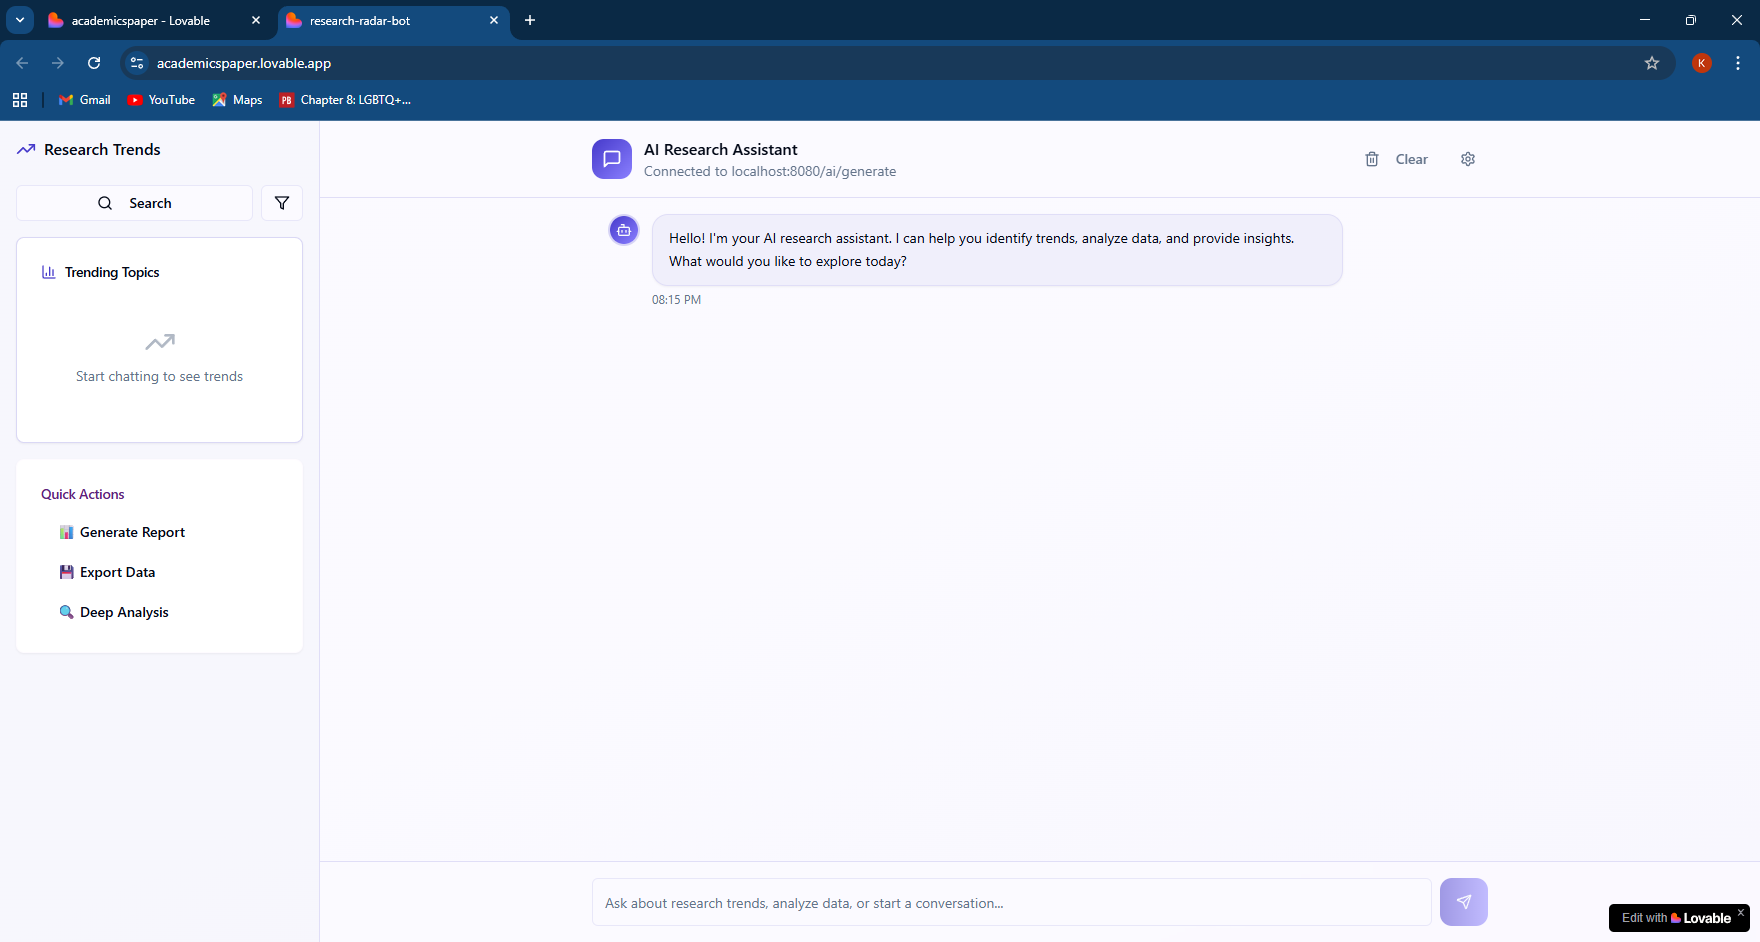 academicspaper - Lovable
research-radar-bot
academicspaper.lovable.app
K
Gmail
YouTube
Maps
PB
Chapter 8: LGBTQ+...
Research Trends
Search
Trending Topics
Start chatting to see trends
Quick Actions
Generate Report
Export Data
Deep Analysis
AI Research Assistant
Connected to localhost:8080/ai/generate
Clear
Hello! I'm your AI research assistant. I can help you identify trends, analyze data, and provide insights.
What would you like to explore today?
08:15 PM
Ask about research trends, analyze data, or start a conversation...
Edit with Lovable